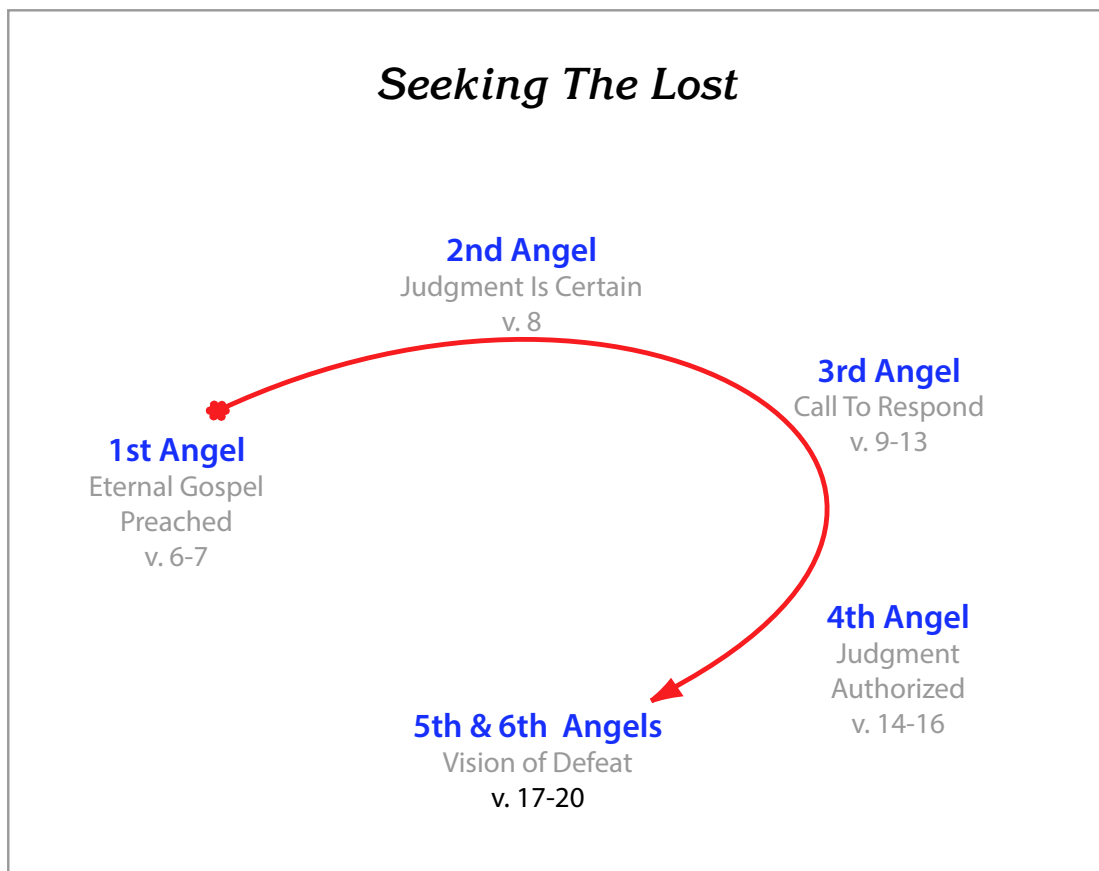 Seeking The Lost
1st Angel
Eternal Gospel
Preached
v. 6-7
2nd Angel
Judgment Is Certain
v. 8
3rd Angel
Call To Respond
v. 9-13
4th Angel
Judgment
Authorized
v. 14-16
5th & 6th  Angels
Vision of Defeat
v. 17-20